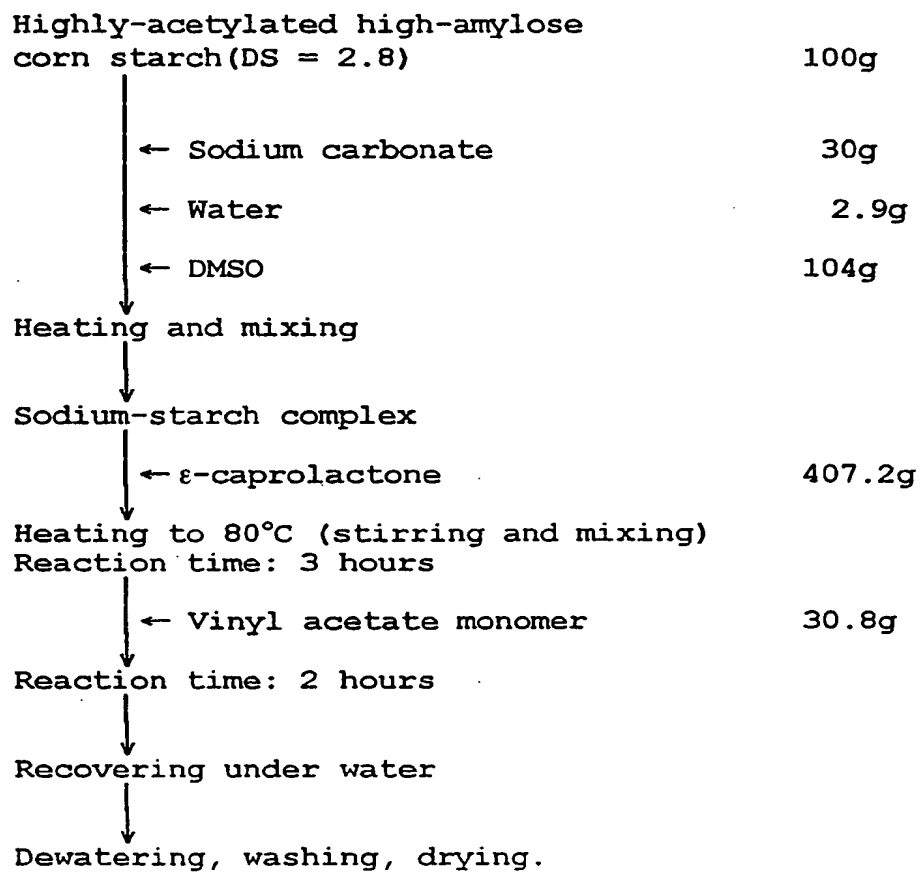 Highly-acetylated high-amylose
corn starch(DS = 2.8) 100g
← Sodium carbonate 30g
← Water 2.9g
← DMSO 104g
Heating and mixing
Sodium-starch complex
← ε-caprolactone 407.2g
Heating to 80°C (stirring and mixing)
Reaction time: 3 hours
← Vinyl acetate monomer 30.8g
Reaction time: 2 hours
Recovering under water
Dewatering, washing, drying.